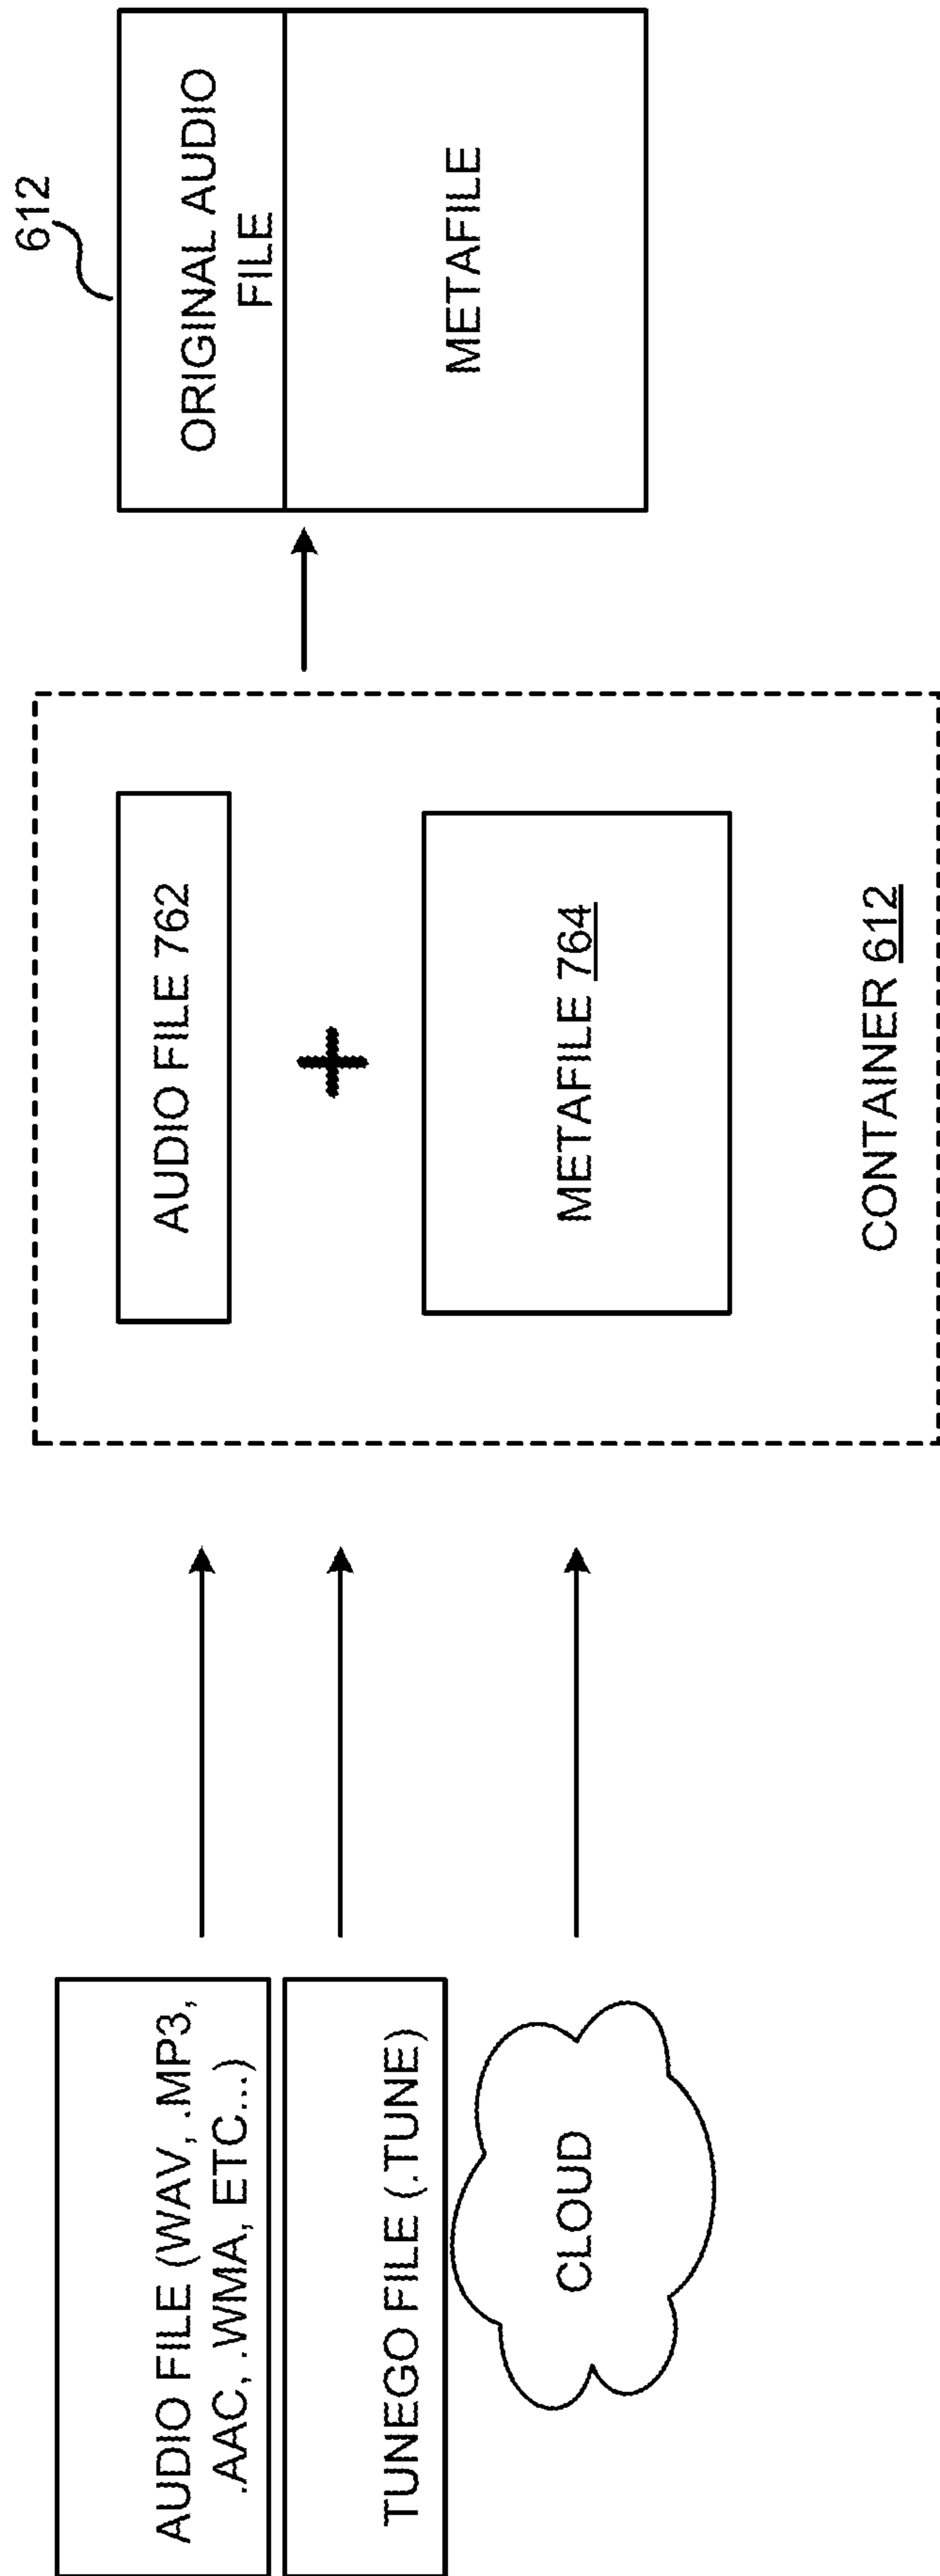 AUDIO FILE (WAV, .MP3,
.AAC, .WMA, ETC...)
TUNEGO FILE (.TUNE)
CLOUD
AUDIO FILE 762
+
METAFILE 764
CONTAINER 612
612
ORIGINAL AUDIO
FILE
METAFILE